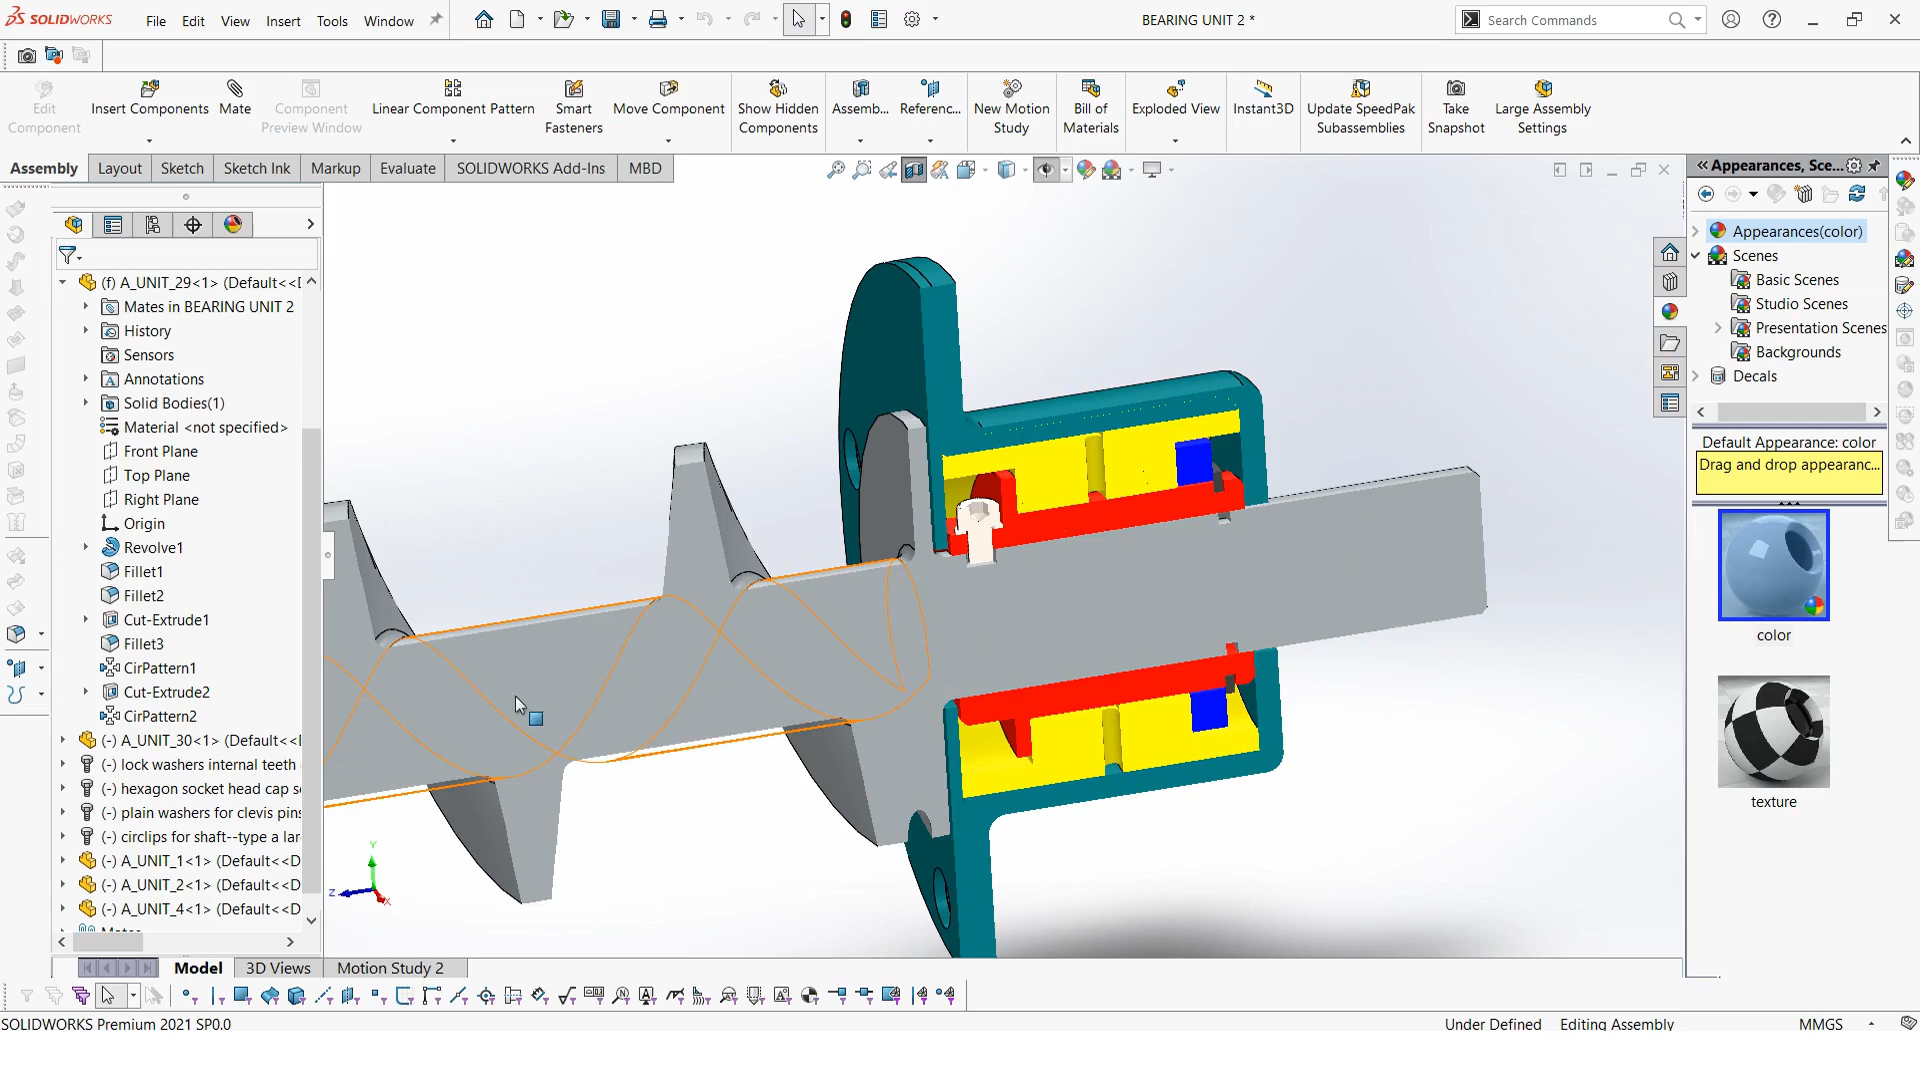 SOLIDWORKS File Edit View Insert Tools Window BEARING UNIT 2 * Search Commands
Edit Component
Insert Components
Mate
Component Preview Window
Linear Component Pattern
Smart Fasteners
Move Component
Show Hidden Components
Assemb...
Referenc...
New Motion Study
Bill of Materials
Exploded View
Instant3D
Update SpeedPak Subassemblies
Take Snapshot
Large Assembly Settings
Assembly Layout Sketch Sketch Ink Markup Evaluate SOLIDWORKS Add-Ins MBD
(f) A_UNIT_29<1> (Default<<D
Mates in BEARING UNIT 2
History
Sensors
Annotations
Solid Bodies(1)
Material <not specified>
Front Plane
Top Plane
Right Plane
Origin
Revolve1
Fillet1
Fillet2
Cut-Extrude1
Fillet3
CirPattern1
Cut-Extrude2
CirPattern2
(-) A_UNIT_30<1> (Default<<D
(-) lock washers internal teeth
(-) hexagon socket head cap s
(-) plain washers for clevis pins
(-) circlips for shaft--type a lar
(-) A_UNIT_1<1> (Default<<D
(-) A_UNIT_2<1> (Default<<D
(-) A_UNIT_4<1> (Default<<D
Y
Z
X
Appearances, Sce...
Appearances(color)
Scenes
Basic Scenes
Studio Scenes
Presentation Scenes
Backgrounds
Decals
Default Appearance: color
Drag and drop appearanc...
color
texture
Model 3D Views Motion Study 2
SOLIDWORKS Premium 2021 SP0.0 Under Defined Editing Assembly MMGS